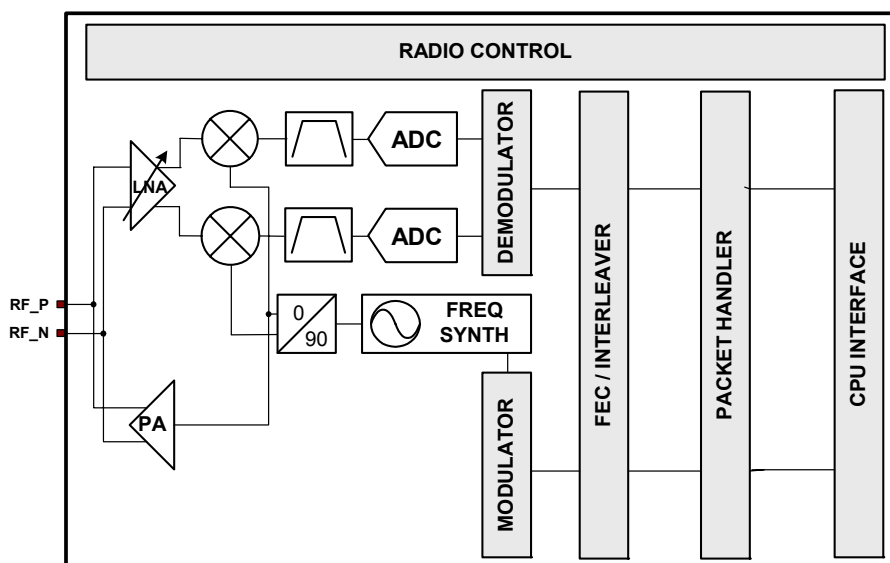 RADIO CONTROL
LNA
ADC
ADC
DEMODULATOR
FEC / INTERLEAVER
PACKET HANDLER
CPU INTERFACE
RF_P
RF_N
0
90
FREQ
SYNTH
PA
MODULATOR